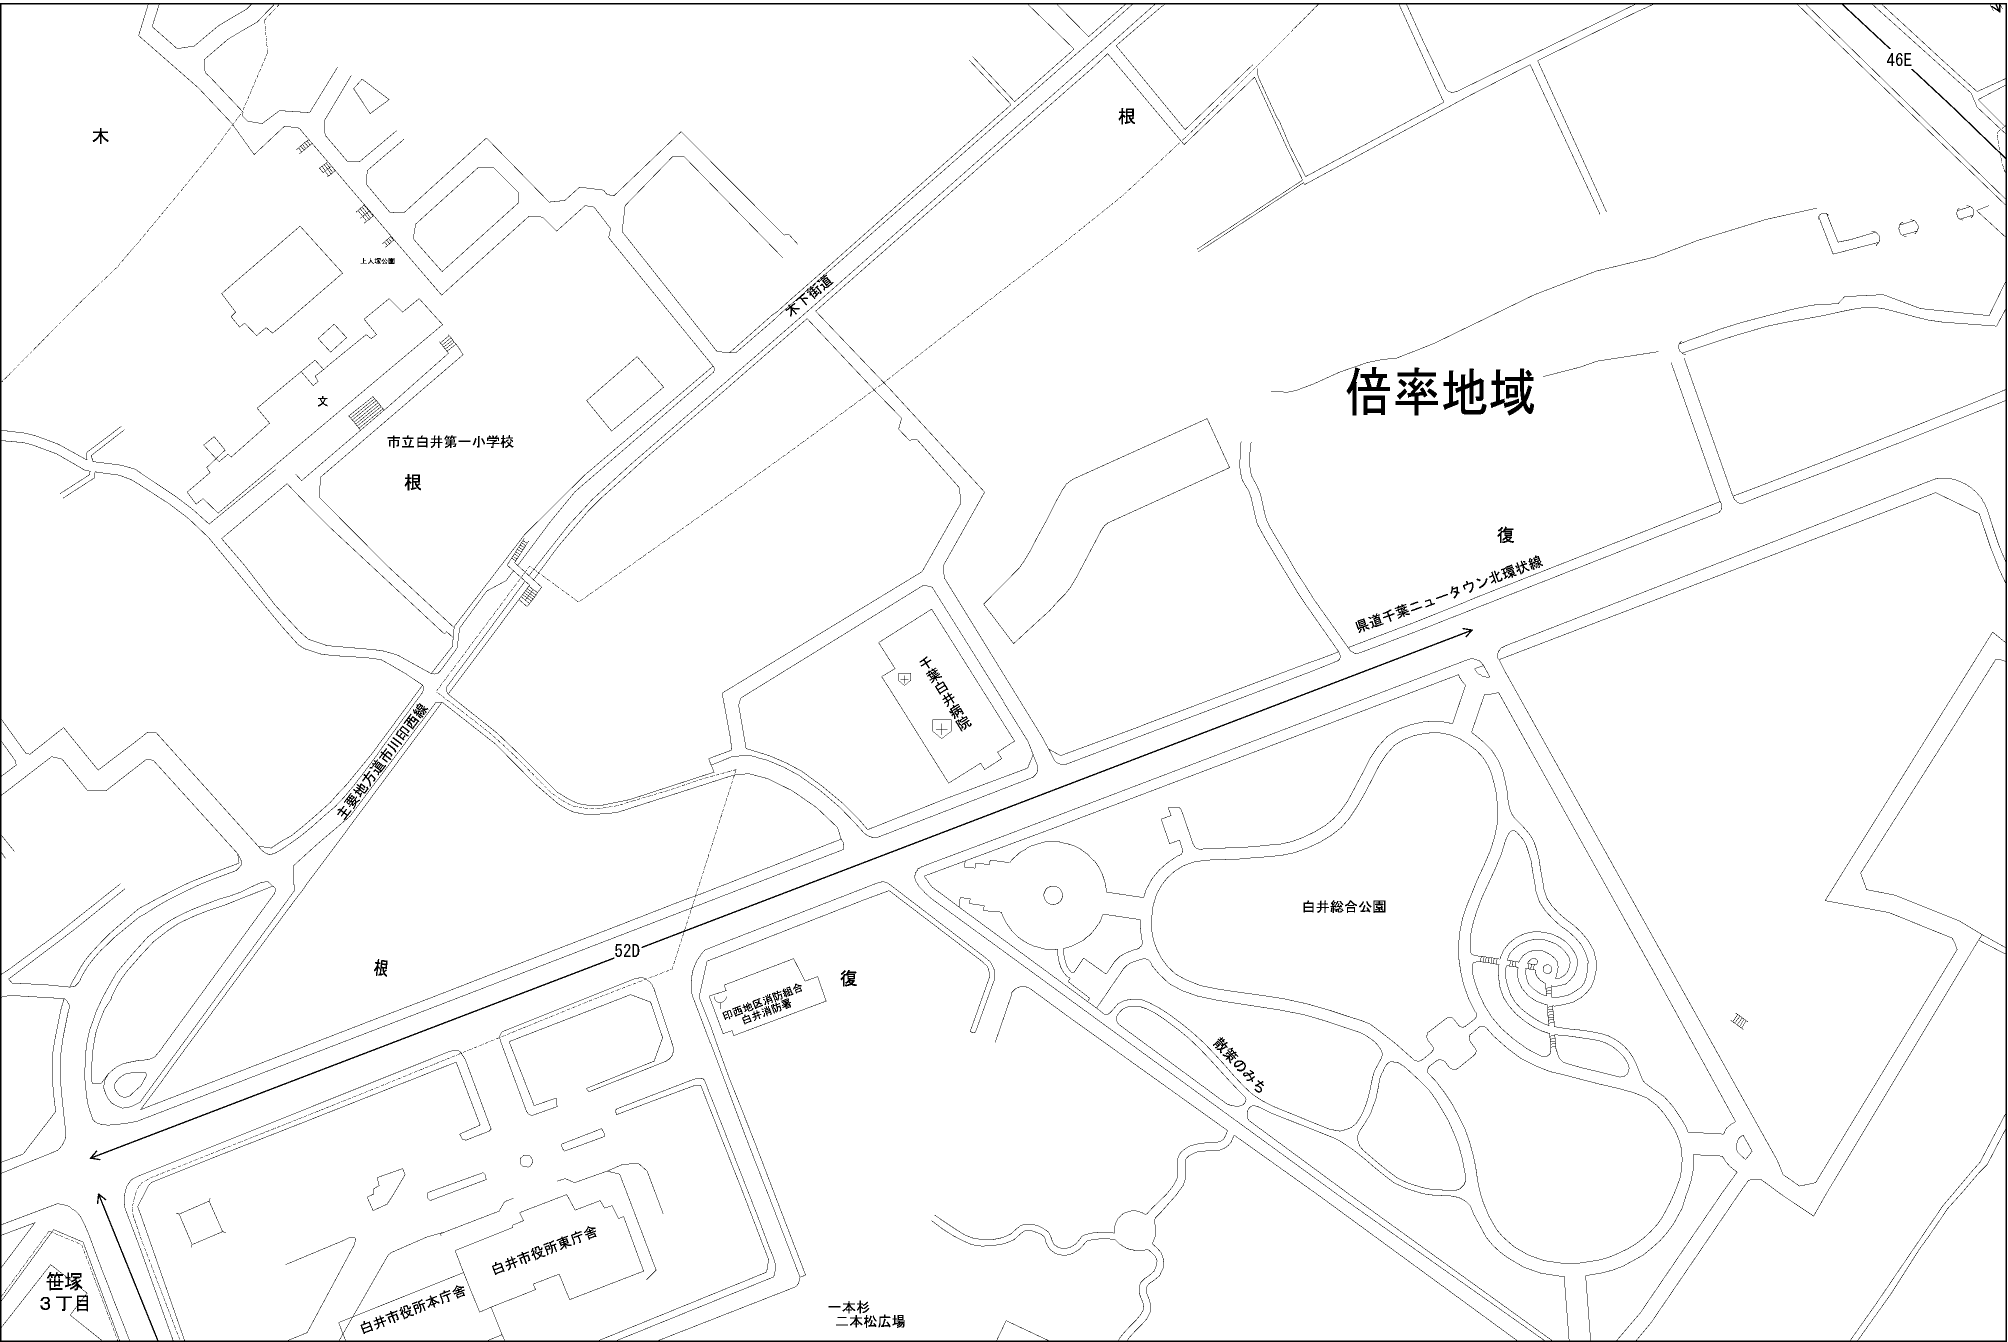 46E
根
木
上人塚公園
木下街道
倍率地域
文
市立白井第一小学校
根
復
県道千葉ニュータウン北環状線
千葉白井病院
主要地方道市川印西線
白井総合公園
52D
根
復
印西地区消防組合
白井消防署
散策のみち
白井市役所東庁舎
白井市役所本庁舎
笹塚
3丁目
一本杉
二本松広場